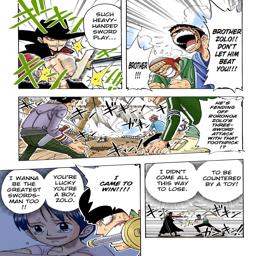 BROTHER
ZOLO!!
DON'T
LET HIM
BEAT
YOU!!!
BROTHER
!!!
SUCH
HEAVY-
HANDED
SWORD
PLAY...
HE'S
FENDING
OFF
RORONOA
ZOLO'S
THREE-
SWORD
ATTACK
WITH THAT
TOOTHPICK
!?
TO BE
COUNTERED
BY A TOY!
I DIDN'T
COME ALL
THIS WAY
TO LOSE.
I
CAME TO
WIN!!!!
YOU'RE
LUCKY
YOU'RE
A BOY,
ZOLO.
I WANNA
BE THE
GREATEST
SWORDS-
MAN TOO
!!